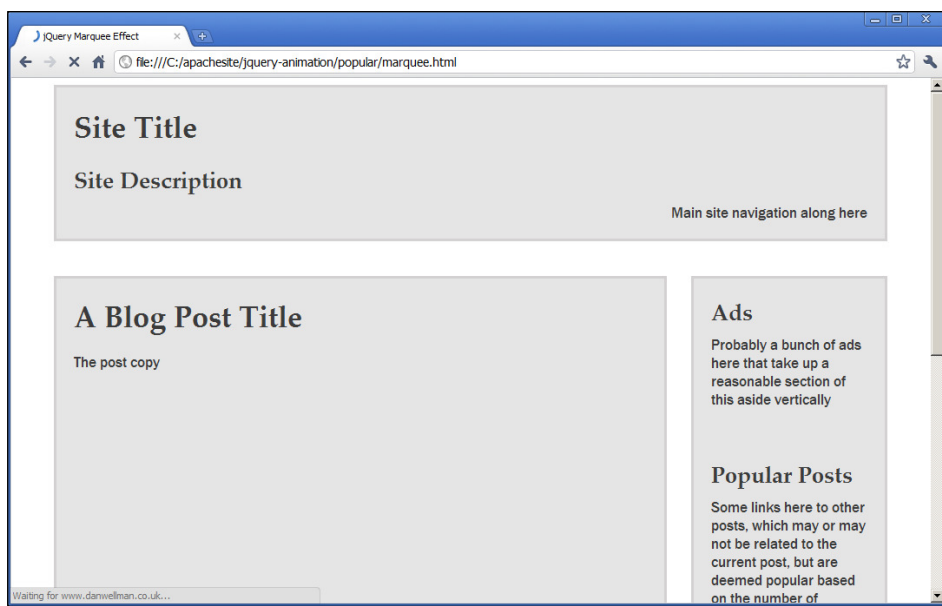 jQuery Marquee Effect
file:///C:/apachesite/jquery-animation/popular/marquee.html
Site Title
Site Description
Main site navigation along here
A Blog Post Title
The post copy
Ads
Probably a bunch of ads
here that take up a
reasonable section of
this aside vertically
Popular Posts
Some links here to other
posts, which may or may
not be related to the
current post, but are
deemed popular based
on the number of
Waiting for www.danwellman.co.uk...